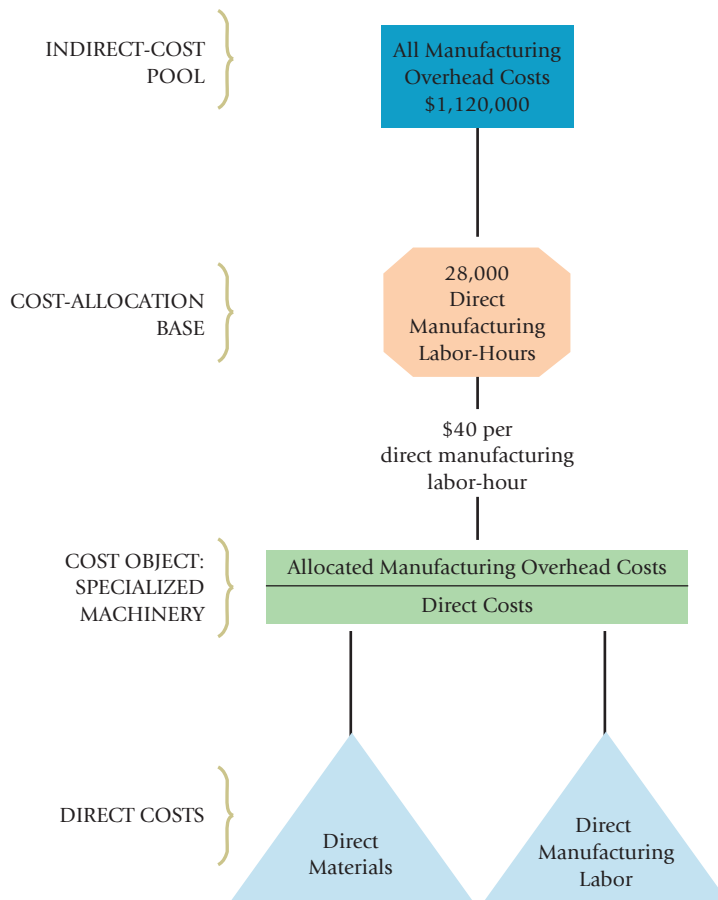 INDIRECT-COST
POOL
All Manufacturing
Overhead Costs
$1,120,000
COST-ALLOCATION
BASE
28,000
Direct
Manufacturing
Labor-Hours
$40 per
direct manufacturing
labor-hour
COST OBJECT:
SPECIALIZED
MACHINERY
Allocated Manufacturing Overhead Costs
Direct Costs
DIRECT COSTS
Direct
Materials
Direct
Manufacturing
Labor